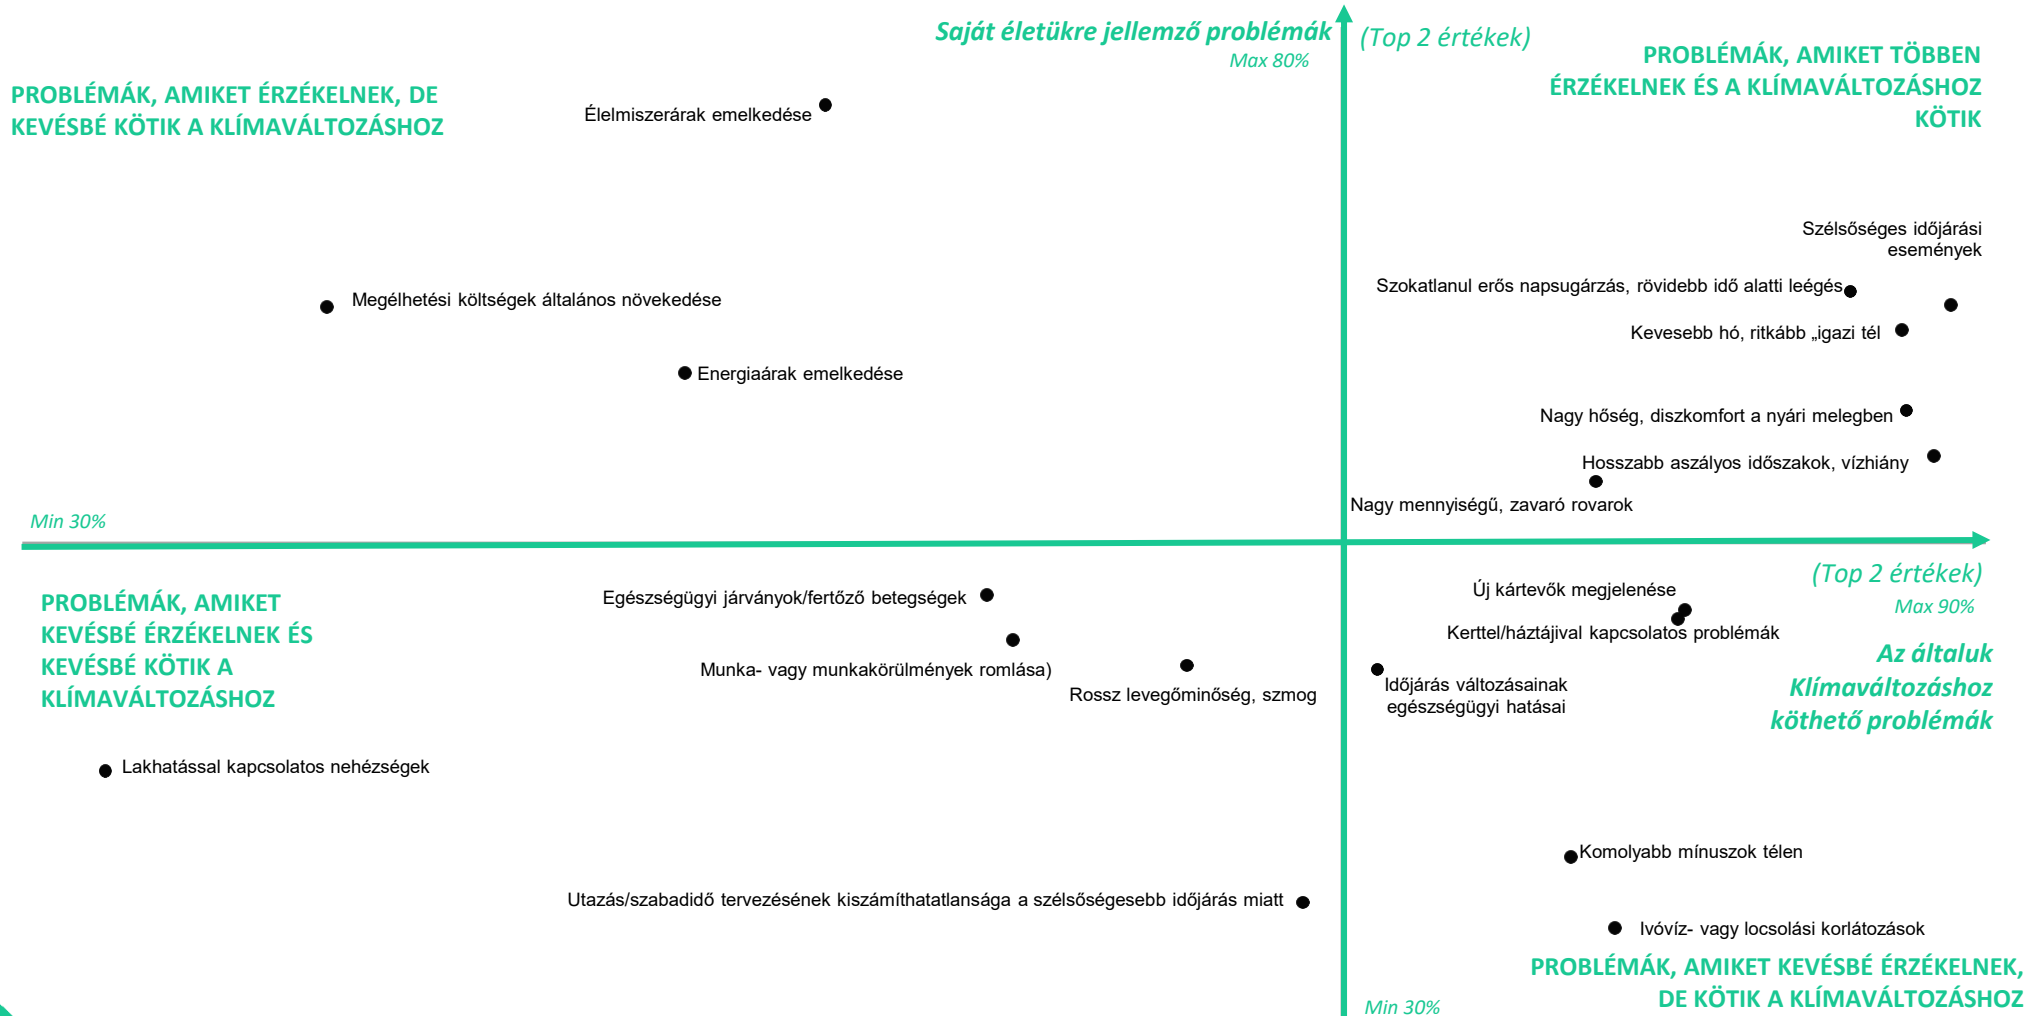 Saját életükre jellemző problémák
(Top 2 értékek)
Max 80%
PROBLÉMÁK, AMIKET ÉRZÉKELNEK, DE
KEVÉSBÉ KÖTIK A KLÍMAVÁLTOZÁSHOZ
PROBLÉMÁK, AMIKET TÖBBEN
ÉRZÉKELNEK ÉS A KLÍMAVÁLTOZÁSHOZ
KÖTIK
Élelmiszerárak emelkedése
Szélsőséges időjárási
események
Szokatlanul erős napsugárzás, rövidebb idő alatti leégés
Megélhetési költségek általános növekedése
Kevesebb hó, ritkább „igazi tél
Energiaárak emelkedése
Nagy hőség, diszkomfort a nyári melegben
Hosszabb aszályos időszakok, vízhiány
Nagy mennyiségű, zavaró rovarok
Min 30%
(Top 2 értékek)
Max 90%
Az általuk
Klímaváltozáshoz
köthető problémák
PROBLÉMÁK, AMIKET
KEVÉSBÉ ÉRZÉKELNEK ÉS
KEVÉSBÉ KÖTIK A
KLÍMAVÁLTOZÁSHOZ
Egészségügyi járványok/fertőző betegségek
Új kártevők megjelenése
Kerttel/háztájival kapcsolatos problémák
Munka- vagy munkakörülmények romlása)
Rossz levegőminőség, szmog
Időjárás változásainak
egészségügyi hatásai
Lakhatással kapcsolatos nehézségek
Komolyabb mínuszok télen
Utazás/szabadidő tervezésének kiszámíthatatlansága a szélsőségesebb időjárás miatt
Ivóvíz- vagy locsolási korlátozások
PROBLÉMÁK, AMIKET KEVÉSBÉ ÉRZÉKELNEK,
DE KÖTIK A KLÍMAVÁLTOZÁSHOZ
Min 30%